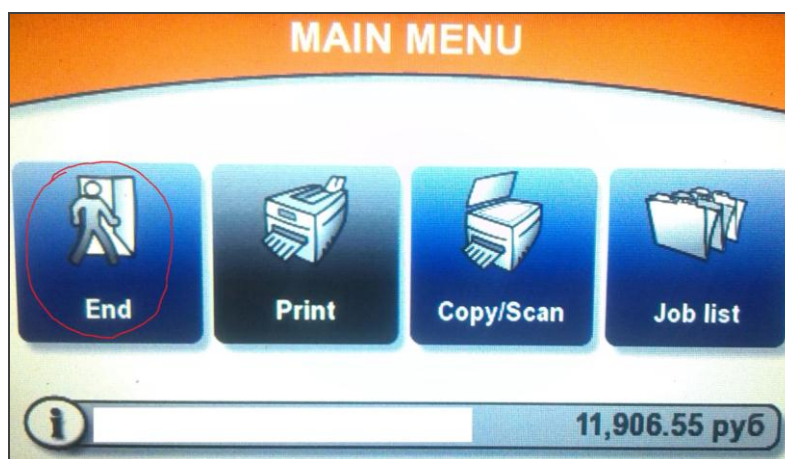 MAIN MENU
End
Print
Copy/Scan
Job list
i
11,906.55 руб